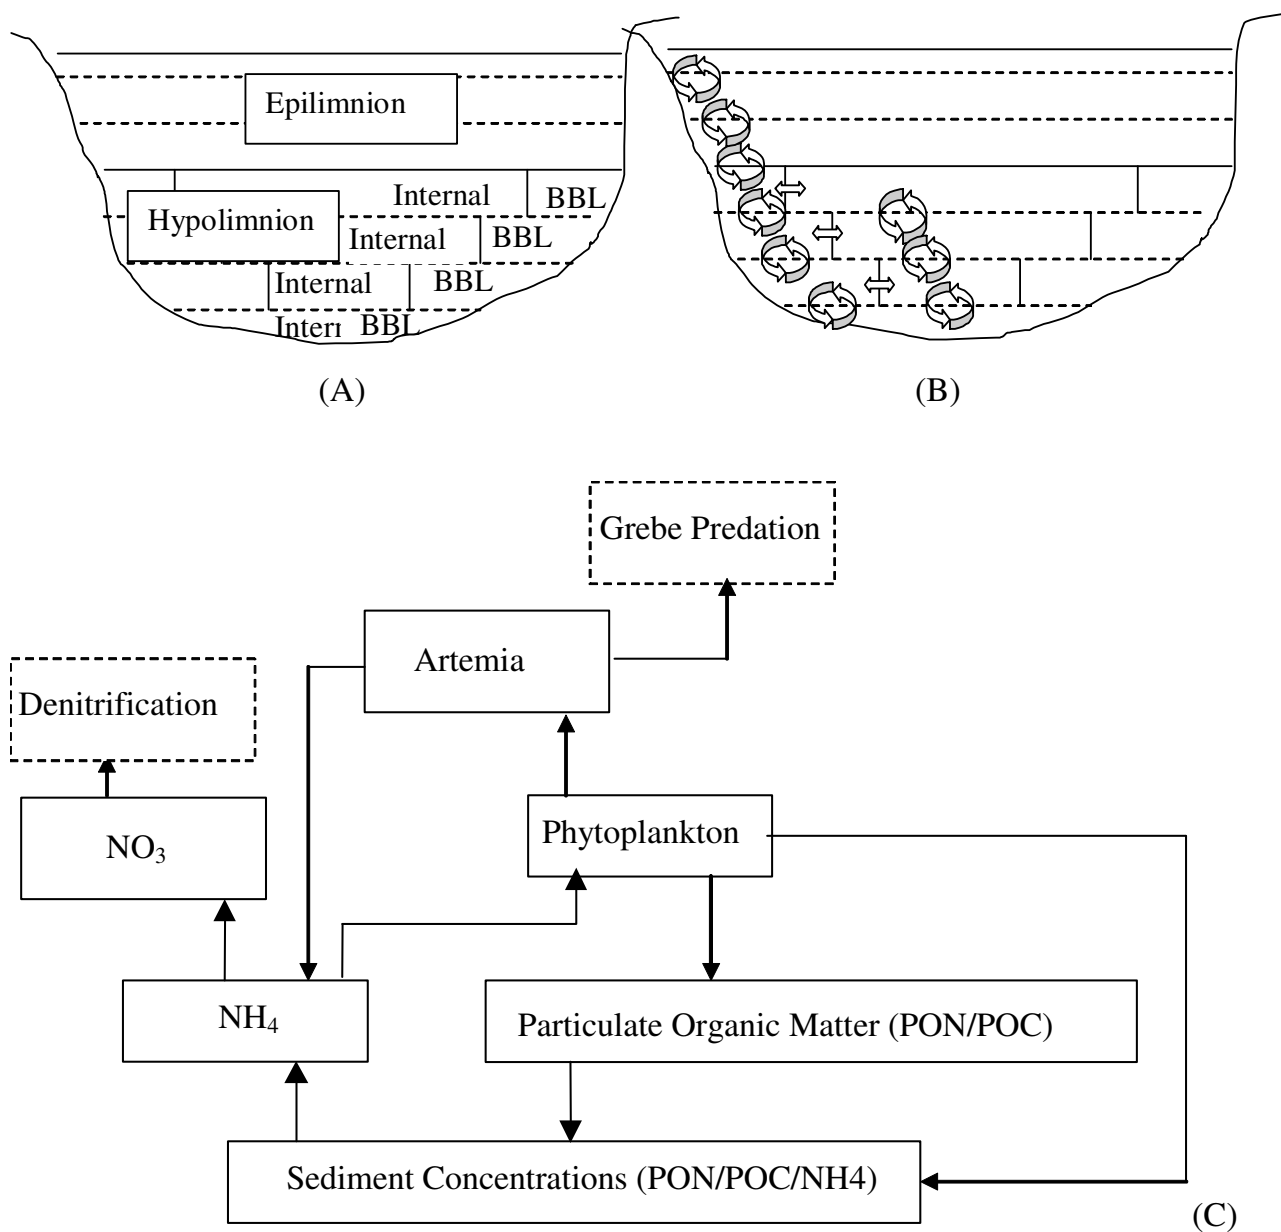 Epilimnion
Internal BBL
Hypolimnion
Internal BBL
Internal BBL
Interr BBL
(A)
(B)
Grebe Predation
Artemia
Denitrification
NO₃
Phytoplankton
NH₄
Particulate Organic Matter (PON/POC)
Sediment Concentrations (PON/POC/NH4)
(C)